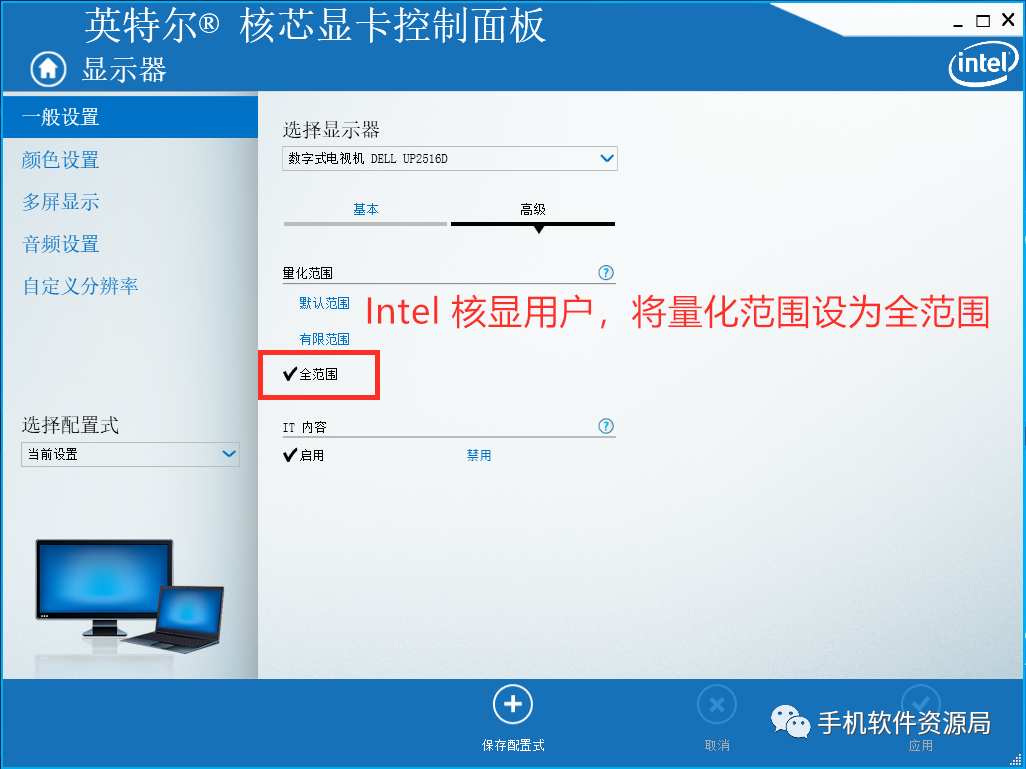 英特尔® 核芯显卡控制面板
显示器
intel
一般设置
颜色设置
多屏显示
音频设置
自定义分辨率
选择配置式
当前设置
选择显示器
数字式电视机 DELL UP2516D
基本
高级
量化范围
?
默认范围
Intel 核显用户，将量化范围设为全范围
有限范围
全范围
IT 内容
?
启用
禁用
保存配置式
取消
应用
手机软件资源局